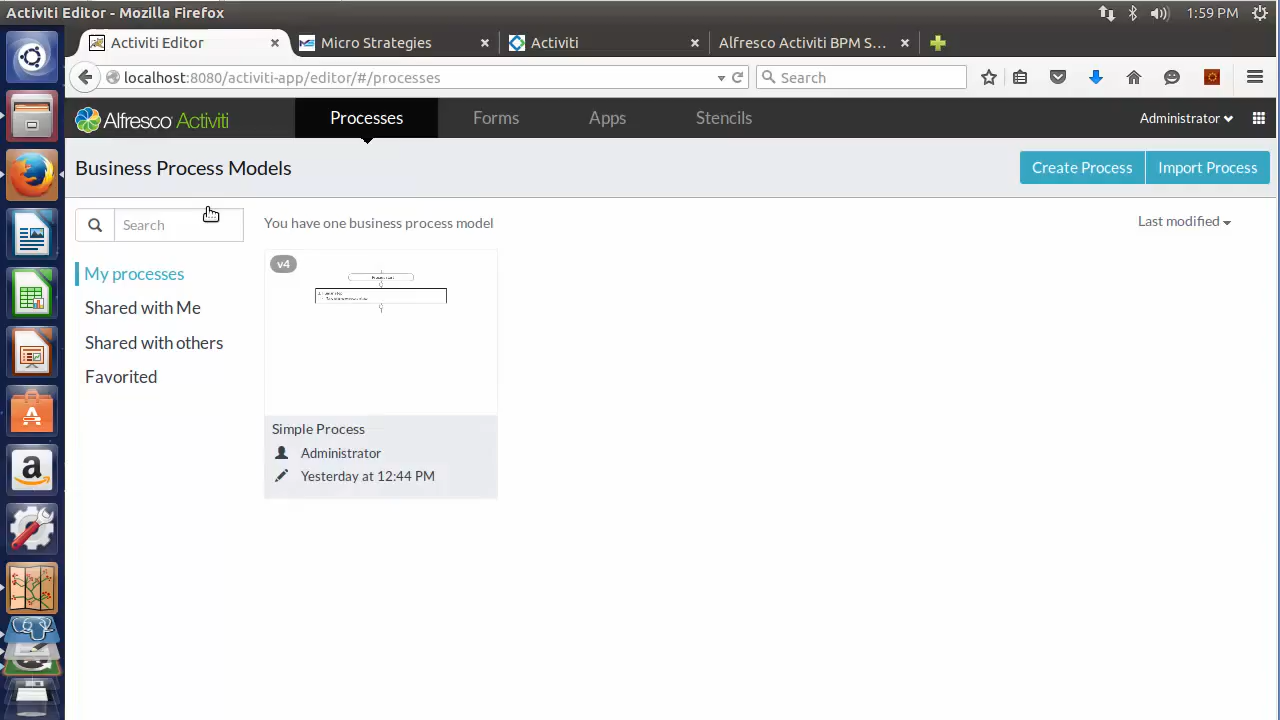 Activiti Editor - Mozilla Firefox
1:59 PM
Activiti Editor
Micro Strategies
Activiti
Alfresco Activiti BPM S...
localhost:8080/activiti-app/editor/#/processes
Search
Alfresco Activiti
Processes
Forms
Apps
Stencils
Administrator
Business Process Models
Create Process
Import Process
Search
You have one business process model
Last modified
My processes
Shared with Me
Shared with others
Favorited
v4
Simple Process
Administrator
Yesterday at 12:44 PM